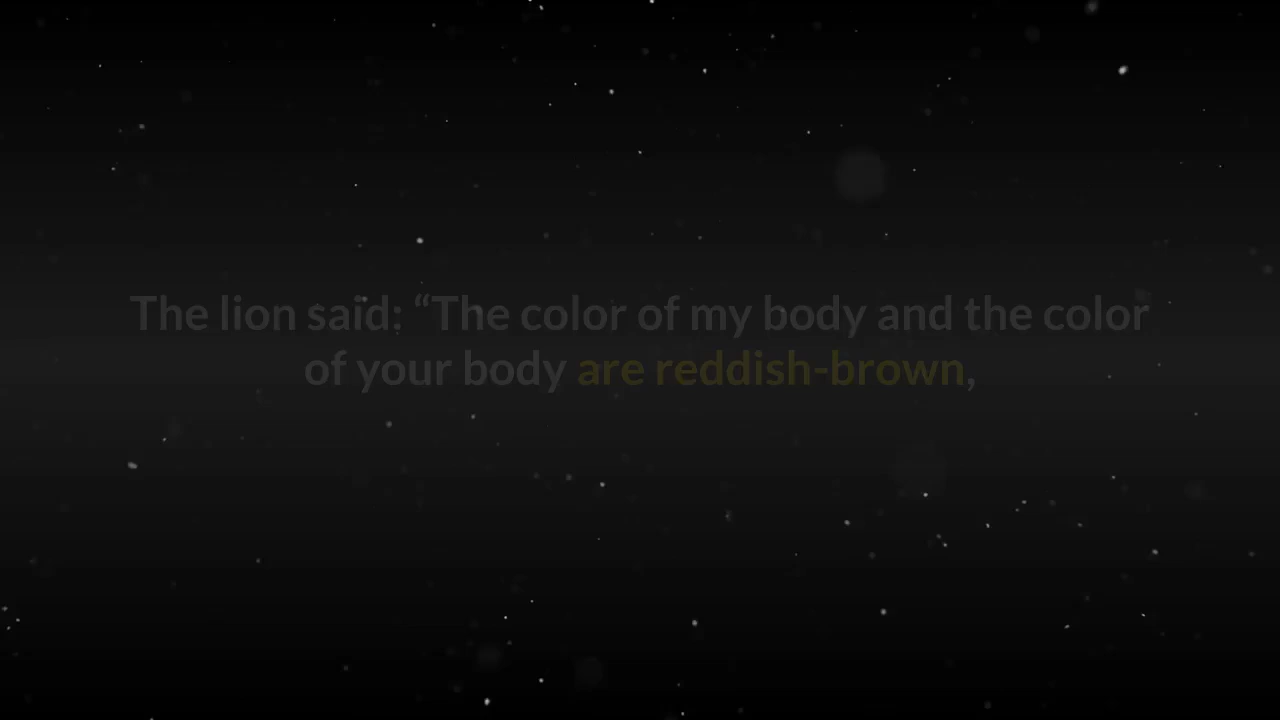 The lion said: “The color of my body and the color
of your body are reddish-brown,